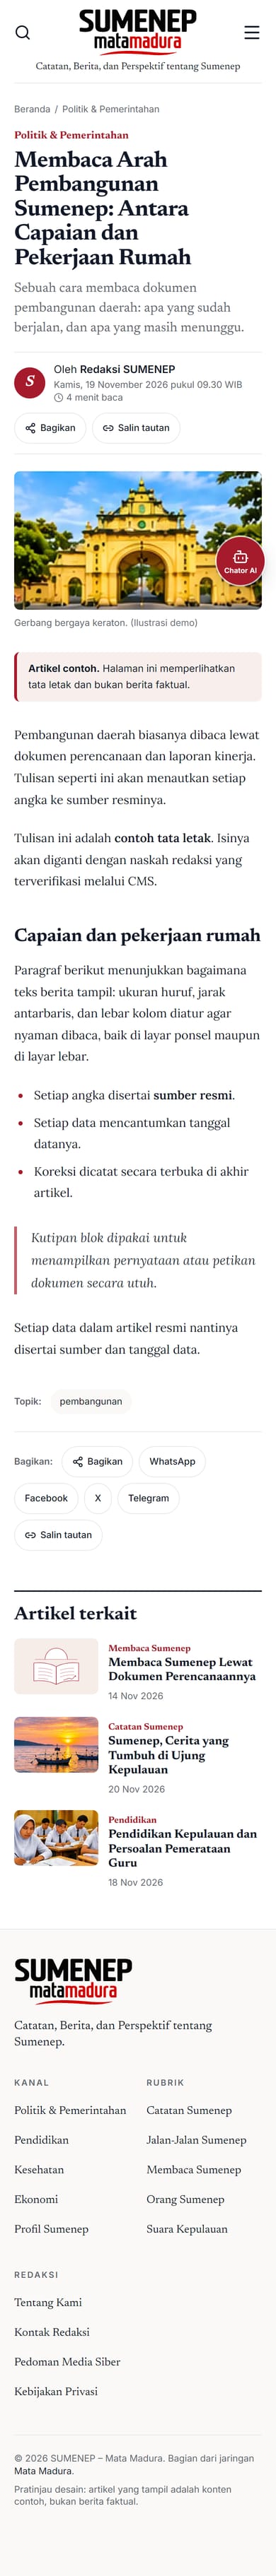 SUMENEP
matamadura
Catatan, Berita, dan Perspektif tentang Sumenep
Beranda / Politik & Pemerintahan
Politik & Pemerintahan
Membaca Arah
Pembangunan
Sumenep: Antara
Capaian dan
Pekerjaan Rumah
Sebuah cara membaca dokumen
pembangunan daerah: apa yang sudah
berjalan, dan apa yang masih menunggu.
S
Oleh Redaksi SUMENEP
Kamis, 19 November 2026 pukul 09.30 WIB
4 menit baca
Bagikan
Salin tautan
Chator AI
Gerbang bergaya keraton. (Ilustrasi demo)
Artikel contoh. Halaman ini memperlihatkan
tata letak dan bukan berita faktual.
Pembangunan daerah biasanya dibaca lewat
dokumen perencanaan dan laporan kinerja.
Tulisan seperti ini akan menautkan setiap
angka ke sumber resminya.
Tulisan ini adalah contoh tata letak. Isinya
akan diganti dengan naskah redaksi yang
terverifikasi melalui CMS.
Capaian dan pekerjaan rumah
Paragraf berikut menunjukkan bagaimana
teks berita tampil: ukuran huruf, jarak
antarbaris, dan lebar kolom diatur agar
nyaman dibaca, baik di layar ponsel maupun
di layar lebar.
• Setiap angka disertai sumber resmi.
• Setiap data mencantumkan tanggal
datanya.
• Koreksi dicatat secara terbuka di akhir
artikel.
Kutipan blok dipakai untuk
menampilkan pernyataan atau petikan
dokumen secara utuh.
Setiap data dalam artikel resmi nantinya
disertai sumber dan tanggal data.
Topik: pembangunan
Bagikan: Bagikan WhatsApp
Facebook X Telegram
Salin tautan
Artikel terkait
Membaca Sumenep
Membaca Sumenep Lewat
Dokumen Perencanaannya
14 Nov 2026
Catatan Sumenep
Sumenep, Cerita yang
Tumbuh di Ujung
Kepulauan
20 Nov 2026
Pendidikan
Pendidikan Kepulauan dan
Persoalan Pemerataan
Guru
18 Nov 2026
SUMENEP
matamadura
Catatan, Berita, dan Perspektif tentang
Sumenep.
KANAL
Politik & Pemerintahan
Pendidikan
Kesehatan
Ekonomi
Profil Sumenep
RUBRIK
Catatan Sumenep
Jalan-Jalan Sumenep
Membaca Sumenep
Orang Sumenep
Suara Kepulauan
REDAKSI
Tentang Kami
Kontak Redaksi
Pedoman Media Siber
Kebijakan Privasi
© 2026 SUMENEP – Mata Madura. Bagian dari jaringan
Mata Madura.
Pratinjau desain: artikel yang tampil adalah konten
contoh, bukan berita faktual.